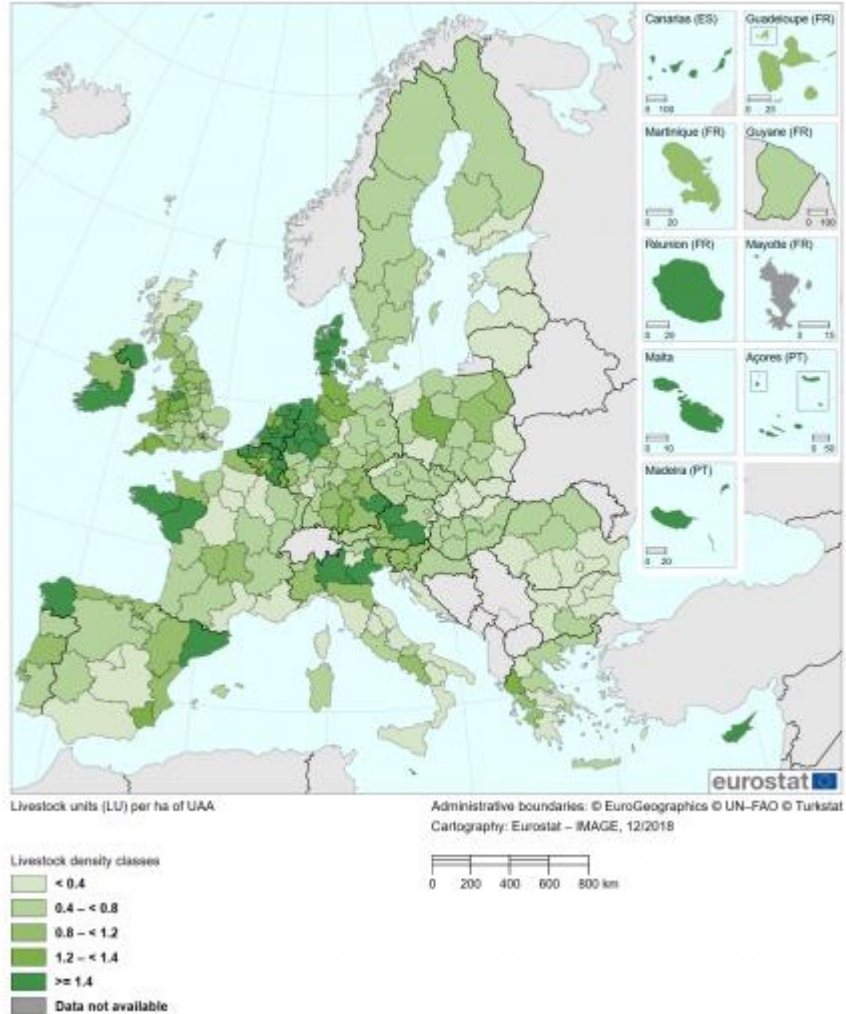 Canarias (ES)
0 100
Guadeloupe (FR)
0 25
Martinique (FR)
0 20
Guyane (FR)
0 100
Réunion (FR)
0 20
Mayotte (FR)
0 15
Malta
0 10
Açores (PT)
0 50
Madeira (PT)
0 20
eurostat
Livestock units (LU) per ha of UAA
Administrative boundaries: © EuroGeographics © UN–FAO © Turkstat
Cartography: Eurostat – IMAGE, 12/2018
0 200 400 600 800 km
Livestock density classes
< 0.4
0.4 – < 0.8
0.8 – < 1.2
1.2 – < 1.4
>= 1.4
Data not available